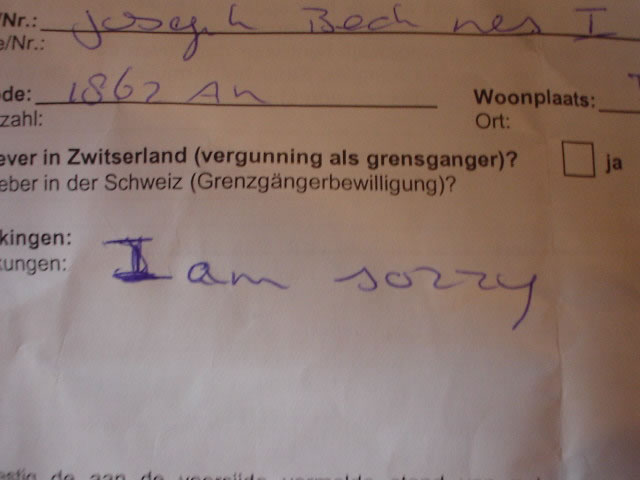 /Nr.: Joseph Bech nes I
e/Nr.:
de: 1862 An Woonplaats:
zahl: Ort:
ever in Zwitserland (vergunning als grensganger)? ja
eber in der Schweiz (Grenzgängerbewilligung)?
kingen: I am sorry
kungen: